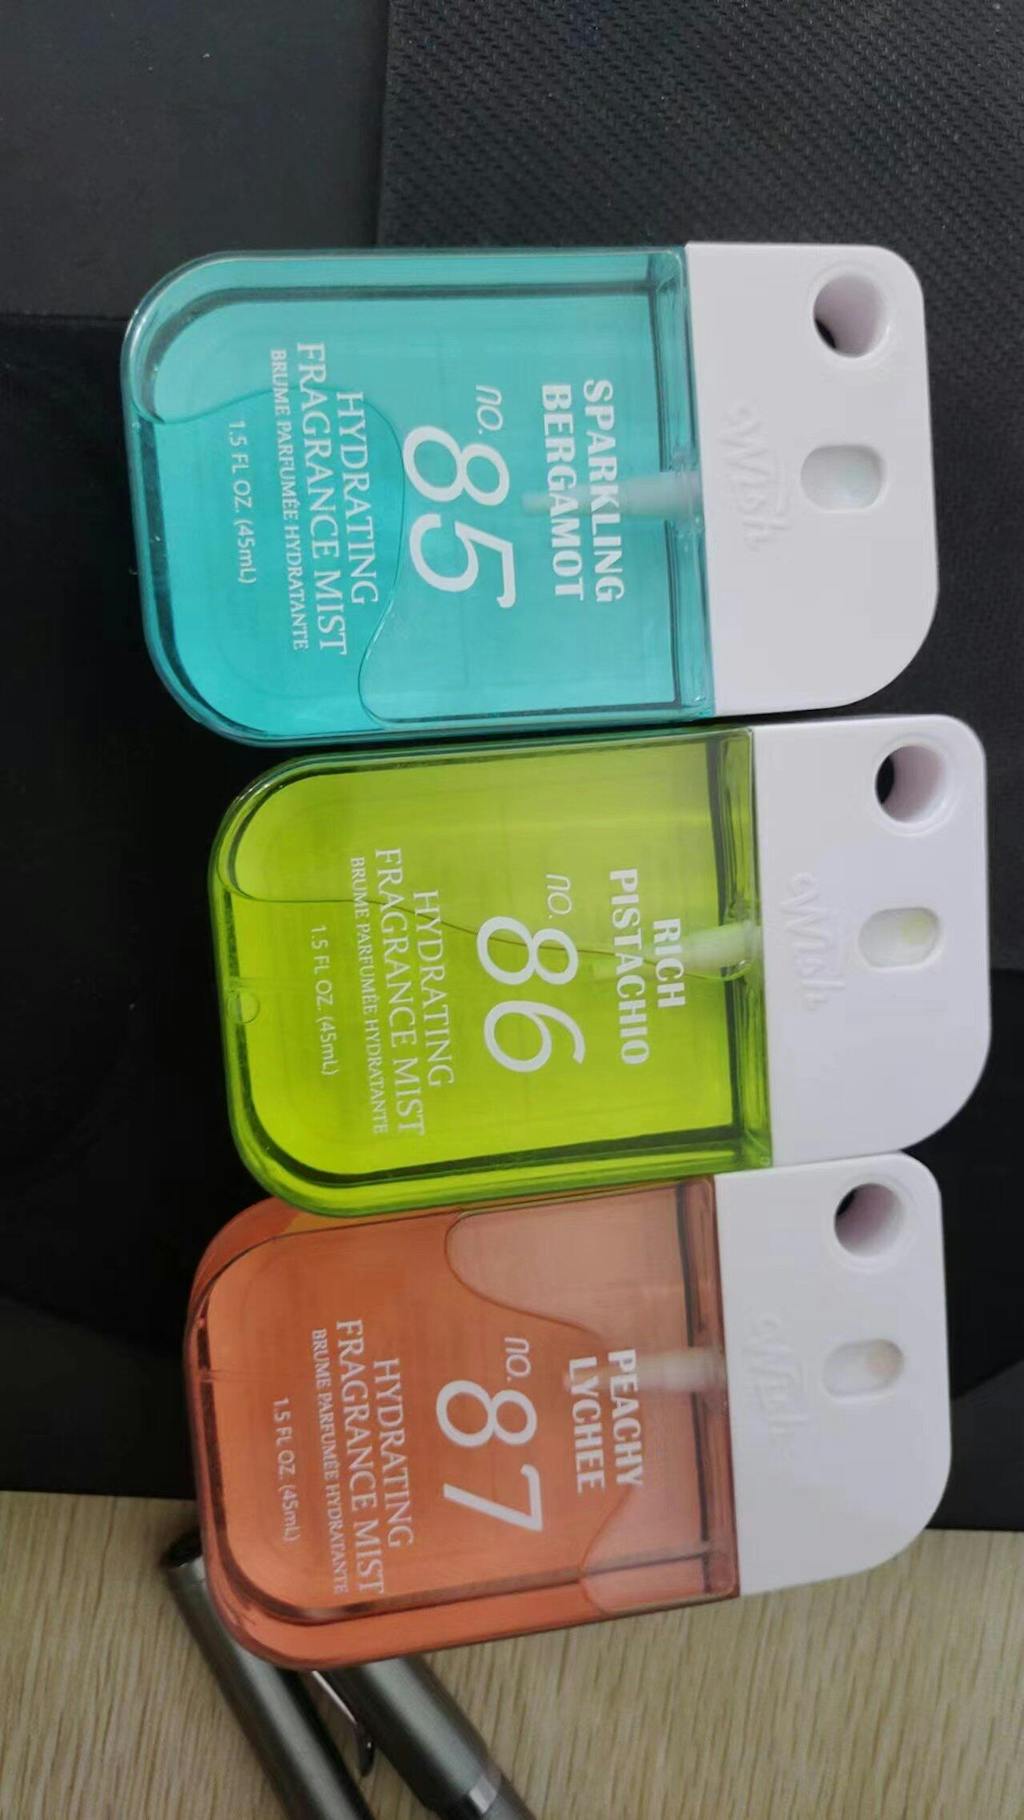 Wish
SPARKLING
BERGAMOT
no.
85
HYDRATING
FRAGRANCE MIST
BRUME PARFUMÉE HYDRATANTE
1.5 FL OZ. (45mL)
Wish
RICH
PISTACHIO
no.
86
HYDRATING
FRAGRANCE MIST
BRUME PARFUMÉE HYDRATANTE
1.5 FL OZ. (45mL)
Wish
PEACHY
LYCHEE
no.
87
HYDRATING
FRAGRANCE MIST
BRUME PARFUMÉE HYDRATANTE
1.5 FL OZ. (45mL)